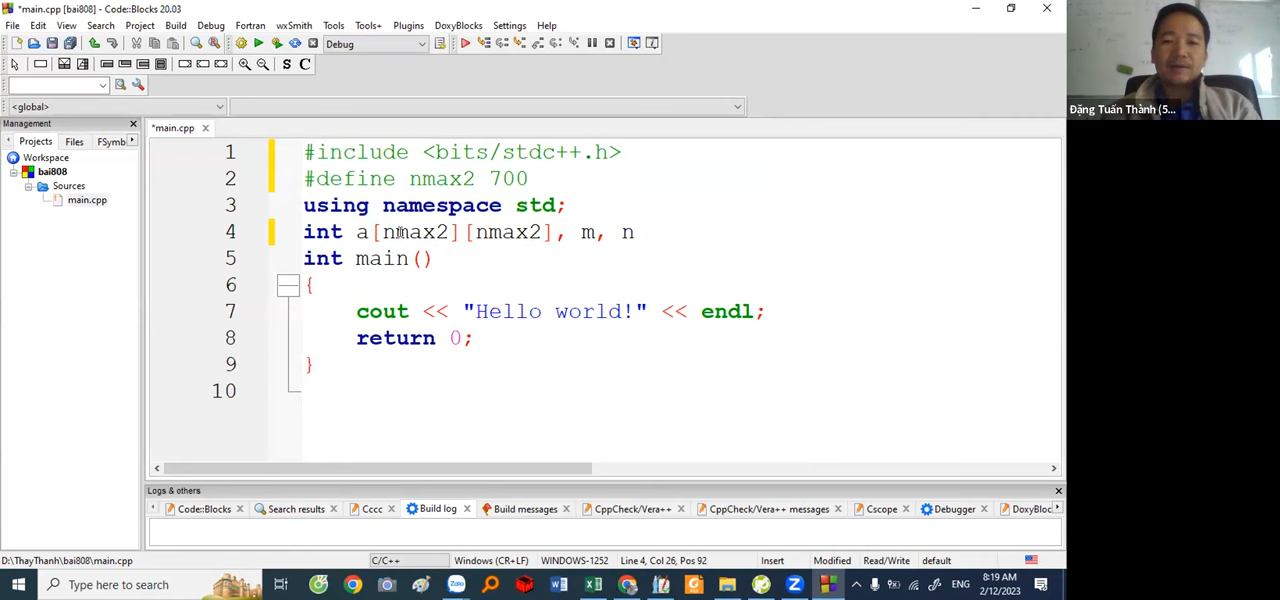 *main.cpp [bai808] - Code::Blocks 20.03
File Edit View Search Project Build Debug Fortran wxSmith Tools Tools+ Plugins DoxyBlocks Settings Help
Debug
S C
<global>
Management
Projects Files FSymb
Workspace
bai808
Sources
main.cpp
*main.cpp
1 #include <bits/stdc++.h>
2 #define nmax2 700
3 using namespace std;
4 int a[nmax2][nmax2], m, n
5 int main()
6 {
7 cout << "Hello world!" << endl;
8 return 0;
9 }
10
Logs & others
Code::Blocks Search results Cccc Build log Build messages CppCheck/Vera++ CppCheck/Vera++ messages Cscope Debugger DoxyBloc
D:\ThayThanh\bai808\main.cpp C/C++ Windows (CR+LF) WINDOWS-1252 Line 4, Col 26, Pos 92 Insert Modified Read/Write default
Type here to search
Zalo
ENG
8:19 AM
2/12/2023
Đặng Tuấn Thành (5...